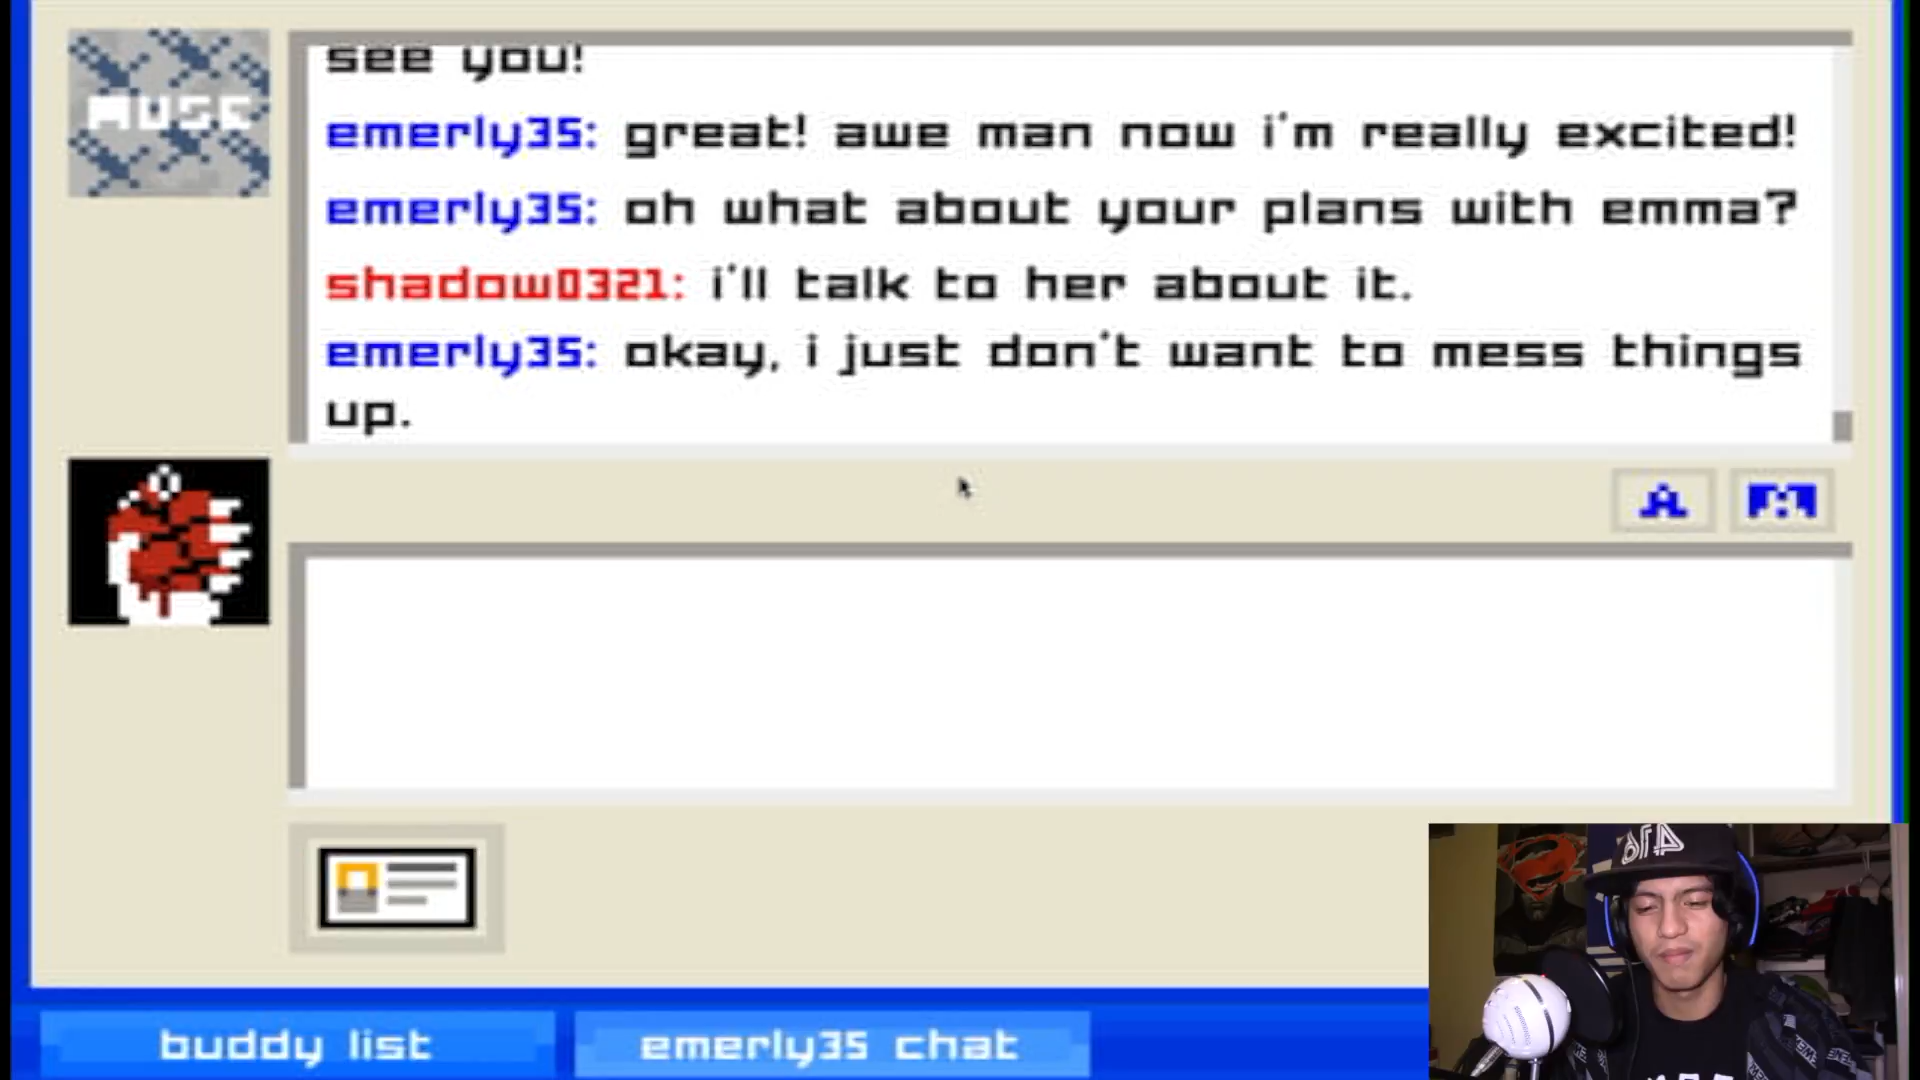 see you!
MUSE
emerly35: great! awe man now i'm really excited!
emerly35: oh what about your plans with emma?
shadow0321: i'll talk to her about it.
emerly35: okay, i just don't want to mess things
up.
A
buddy list
emerly35 chat